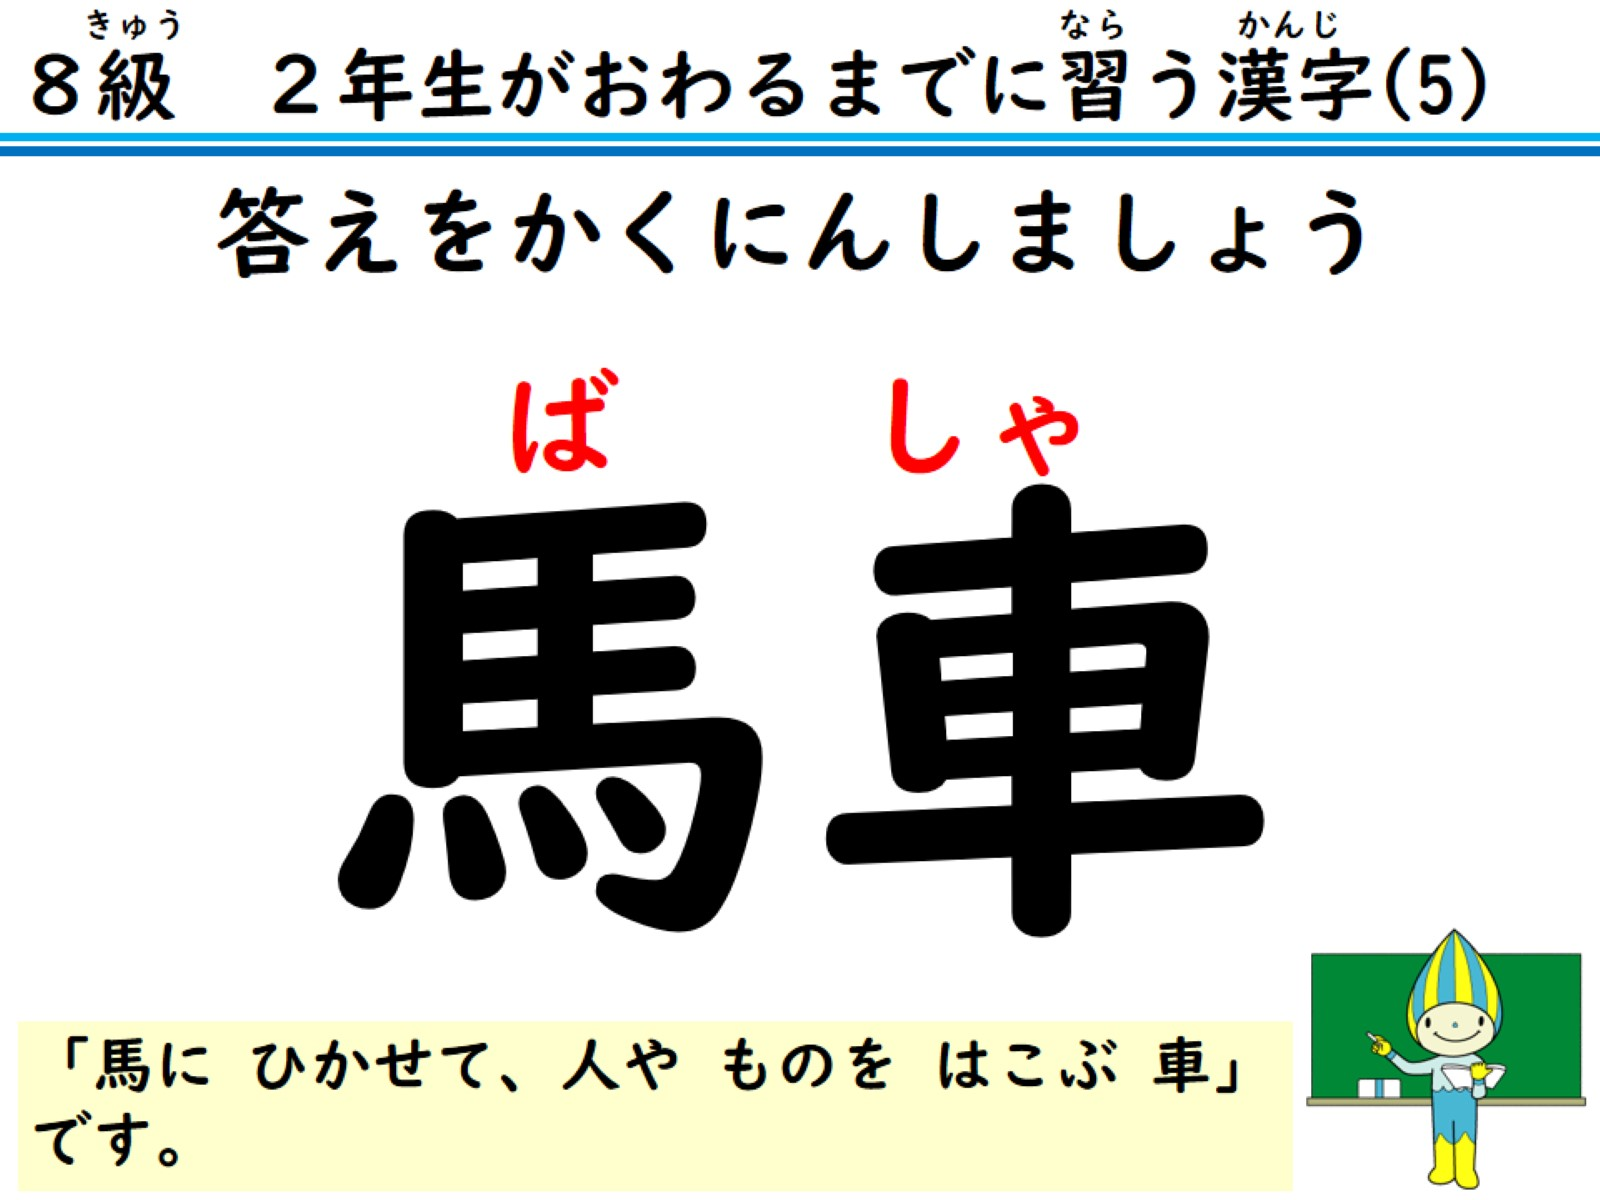 きゅう なら かんじ
８級　２年生がおわるまでに習う漢字(5)
答えをかくにんしましょう
ば しゃ
馬車
「馬に ひかせて、人や ものを はこぶ 車」
です。